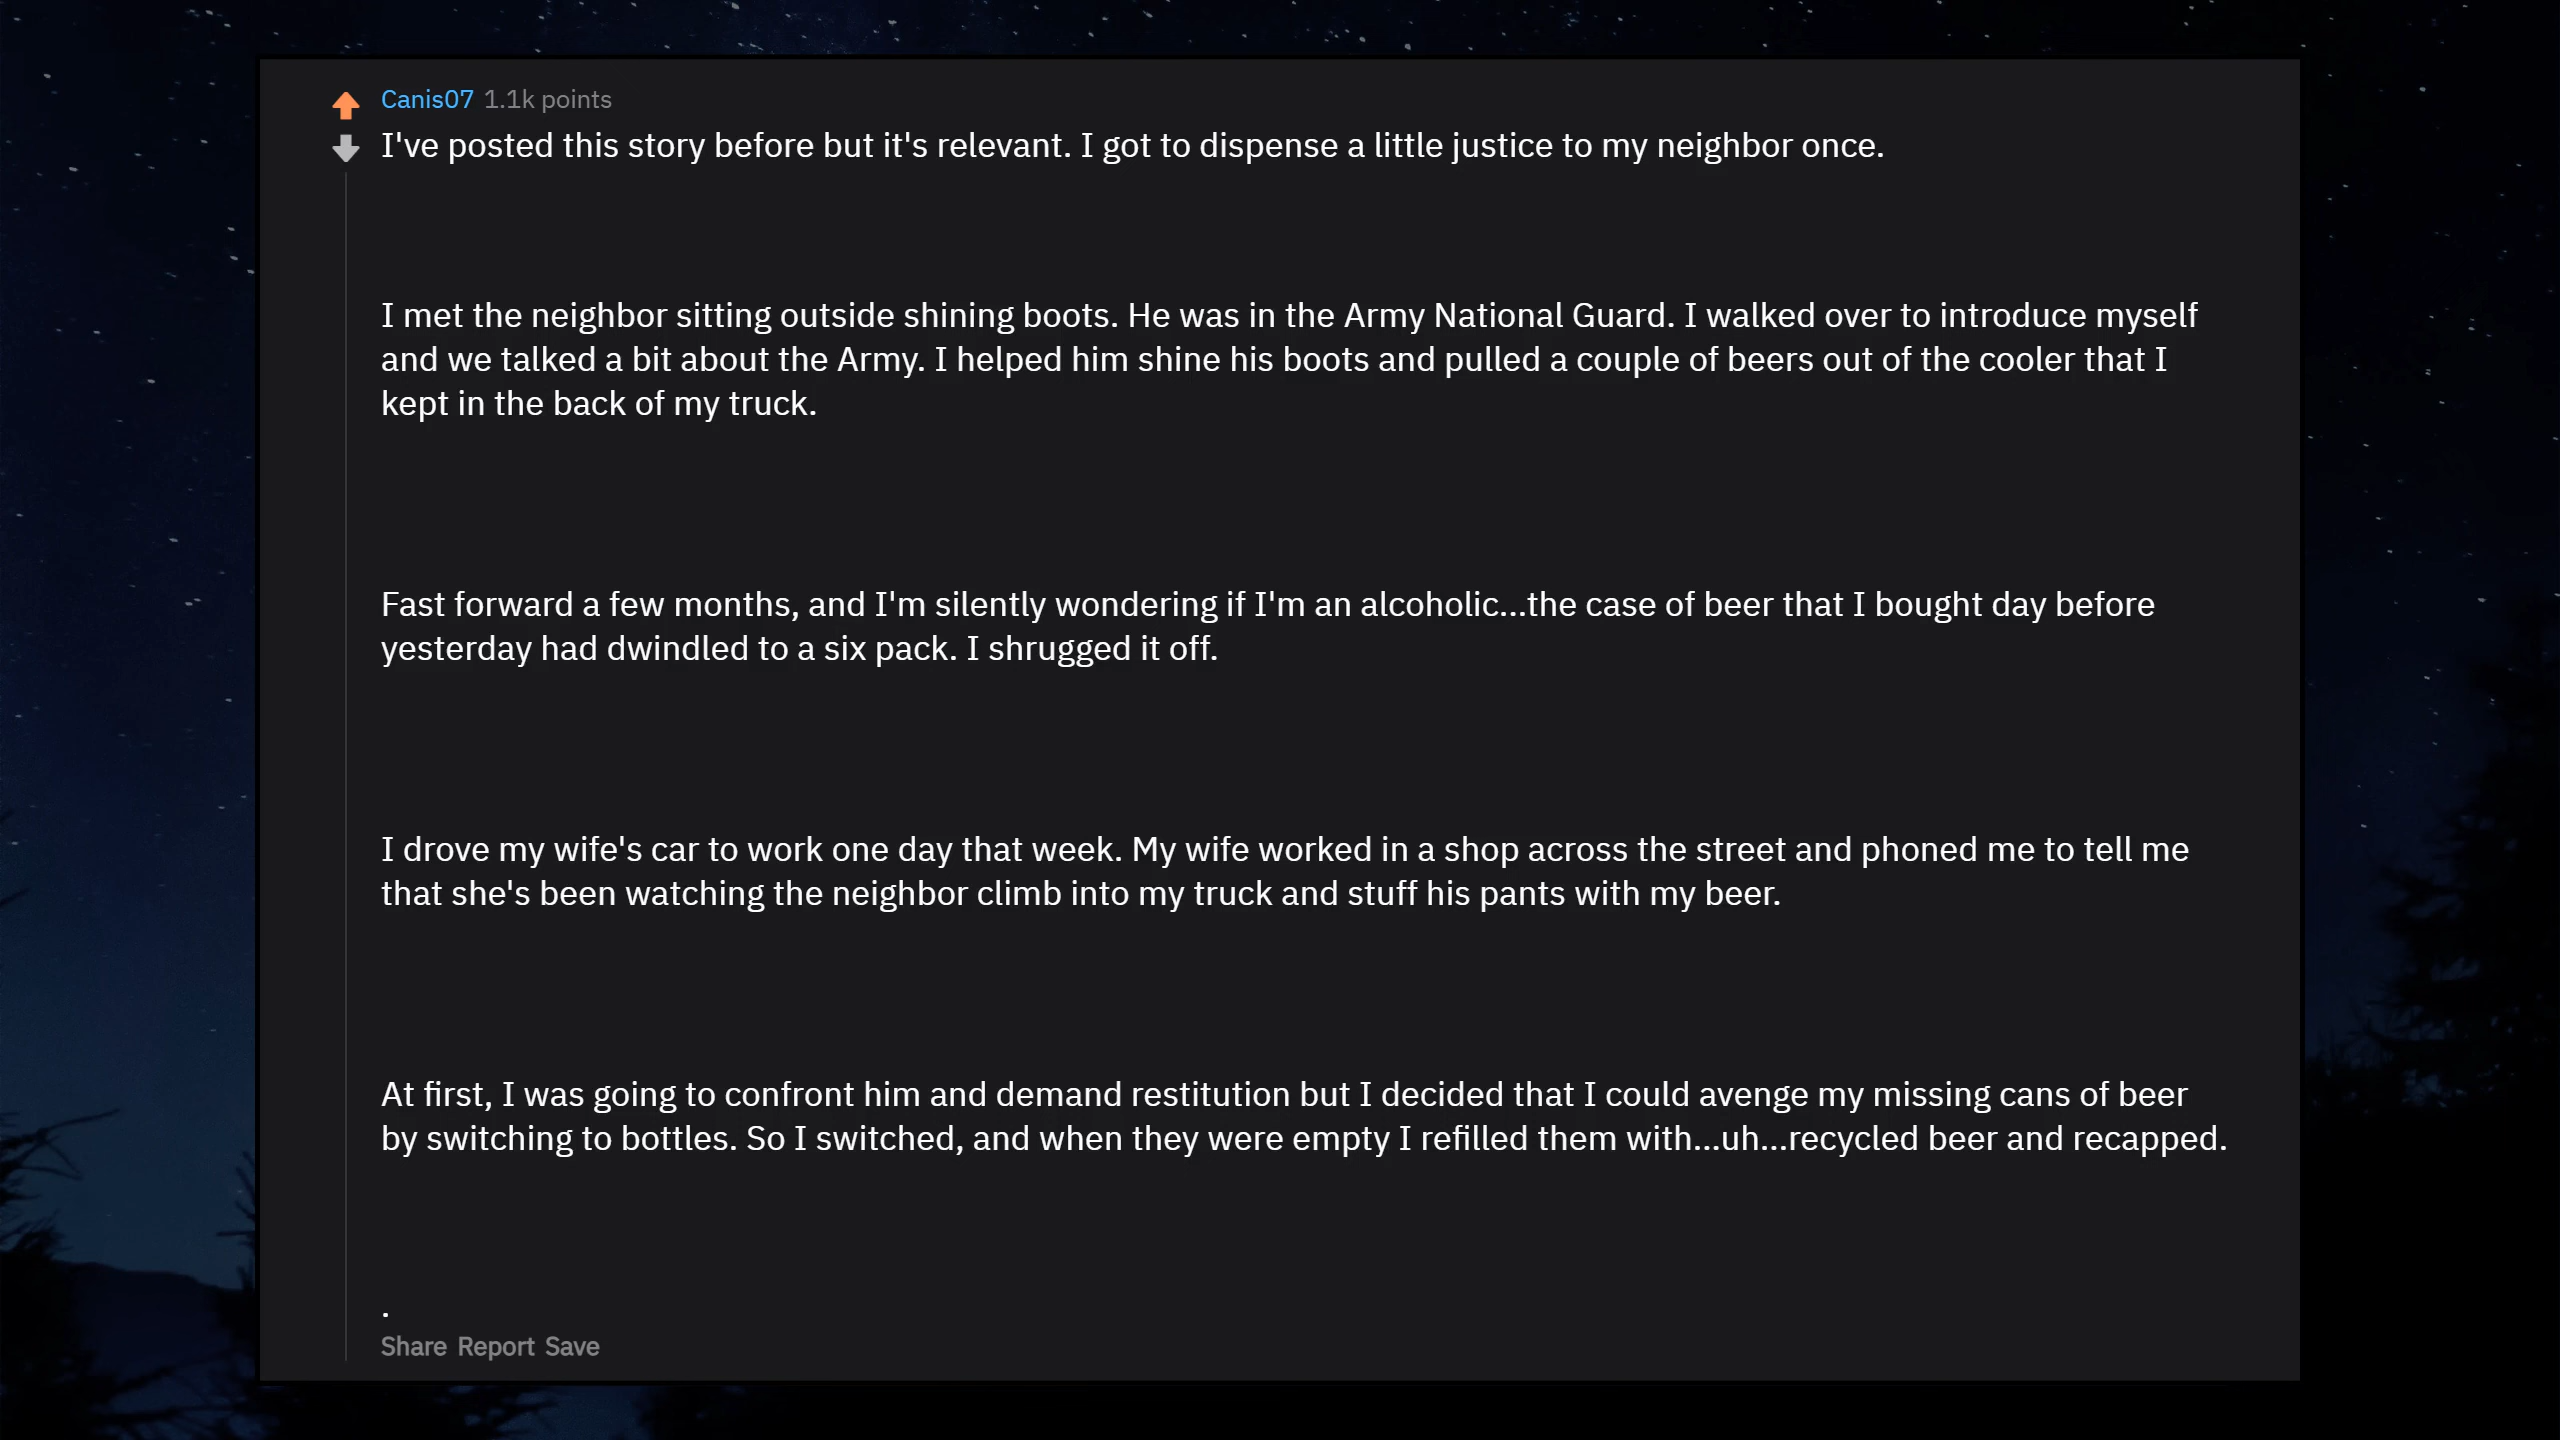 Canis07 1.1k points
I've posted this story before but it's relevant. I got to dispense a little justice to my neighbor once.
I met the neighbor sitting outside shining boots. He was in the Army National Guard. I walked over to introduce myself
and we talked a bit about the Army. I helped him shine his boots and pulled a couple of beers out of the cooler that I
kept in the back of my truck.
Fast forward a few months, and I'm silently wondering if I'm an alcoholic...the case of beer that I bought day before
yesterday had dwindled to a six pack. I shrugged it off.
I drove my wife's car to work one day that week. My wife worked in a shop across the street and phoned me to tell me
that she's been watching the neighbor climb into my truck and stuff his pants with my beer.
At first, I was going to confront him and demand restitution but I decided that I could avenge my missing cans of beer
by switching to bottles. So I switched, and when they were empty I refilled them with...uh...recycled beer and recapped.
.
Share Report Save